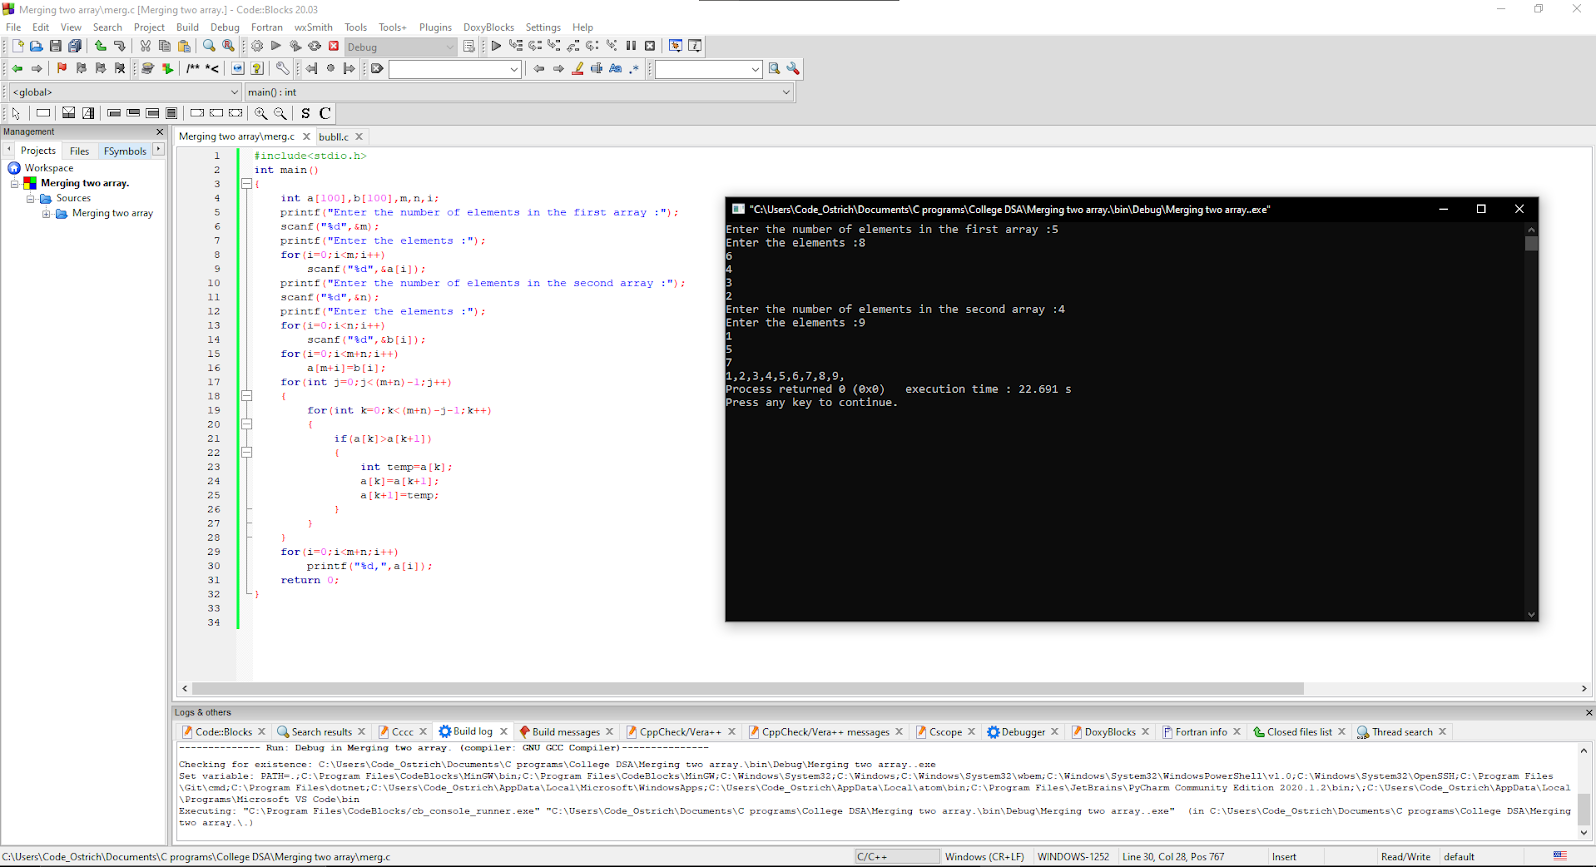 Merging two array\merg.c [Merging two array.] - Code::Blocks 20.03
File Edit View Search Project Build Debug Fortran wxSmith Tools Tools+ Plugins DoxyBlocks Settings Help
Debug
/** *<
Aa .*
<global> main() : int
S C
Management
Projects Files FSymbols
Workspace
Merging two array.
Sources
Merging two array
Merging two array\merg.c bubll.c
1 #include<stdio.h>
2 int main()
3 {
4 int a[100],b[100],m,n,i;
5 printf("Enter the number of elements in the first array :");
6 scanf("%d",&m);
7 printf("Enter the elements :");
8 for(i=0;i<m;i++)
9 scanf("%d",&a[i]);
10 printf("Enter the number of elements in the second array :");
11 scanf("%d",&n);
12 printf("Enter the elements :");
13 for(i=0;i<n;i++)
14 scanf("%d",&b[i]);
15 for(i=0;i<m+n;i++)
16 a[m+i]=b[i];
17 for(int j=0;j<(m+n)-1;j++)
18 {
19 for(int k=0;k<(m+n)-j-1;k++)
20 {
21 if(a[k]>a[k+1])
22 {
23 int temp=a[k];
24 a[k]=a[k+1];
25 a[k+1]=temp;
26 }
27 }
28 }
29 for(i=0;i<m+n;i++)
30 printf("%d,",a[i]);
31 return 0;
32 }
33
34
"C:\Users\Code_Ostrich\Documents\C programs\College DSA\Merging two array.\bin\Debug\Merging two array..exe"
Enter the number of elements in the first array :5
Enter the elements :8
6
4
3
2
Enter the number of elements in the second array :4
Enter the elements :9
1
5
7
1,2,3,4,5,6,7,8,9,
Process returned 0 (0x0) execution time : 22.691 s
Press any key to continue.
Logs & others
Code::Blocks Search results Cccc Build log Build messages CppCheck/Vera++ CppCheck/Vera++ messages Cscope Debugger DoxyBlocks Fortran info Closed files list Thread search
-------------- Run: Debug in Merging two array. (compiler: GNU GCC Compiler)---------------
Checking for existence: C:\Users\Code_Ostrich\Documents\C programs\College DSA\Merging two array.\bin\Debug\Merging two array..exe
Set variable: PATH=.;C:\Program Files\CodeBlocks\MinGW\bin;C:\Program Files\CodeBlocks\MinGW;C:\Windows\System32;C:\Windows;C:\Windows\System32\wbem;C:\Windows\System32\WindowsPowerShell\v1.0;C:\Windows\System32\OpenSSH;C:\Program Files
\Git\cmd;C:\Program Files\dotnet;C:\Users\Code_Ostrich\AppData\Local\Microsoft\WindowsApps;C:\Users\Code_Ostrich\AppData\Local\atom\bin;C:\Program Files\JetBrains\PyCharm Community Edition 2020.1.2\bin;\;C:\Users\Code_Ostrich\AppData\Local
\Programs\Microsoft VS Code\bin
Executing: "C:\Program Files\CodeBlocks/cb_console_runner.exe" "C:\Users\Code_Ostrich\Documents\C programs\College DSA\Merging two array.\bin\Debug\Merging two array..exe" (in C:\Users\Code_Ostrich\Documents\C programs\College DSA\Merging
two array.\.)
C:\Users\Code_Ostrich\Documents\C programs\College DSA\Merging two array\merg.c C/C++ Windows (CR+LF) WINDOWS-1252 Line 30, Col 28, Pos 767 Insert Read/Write default